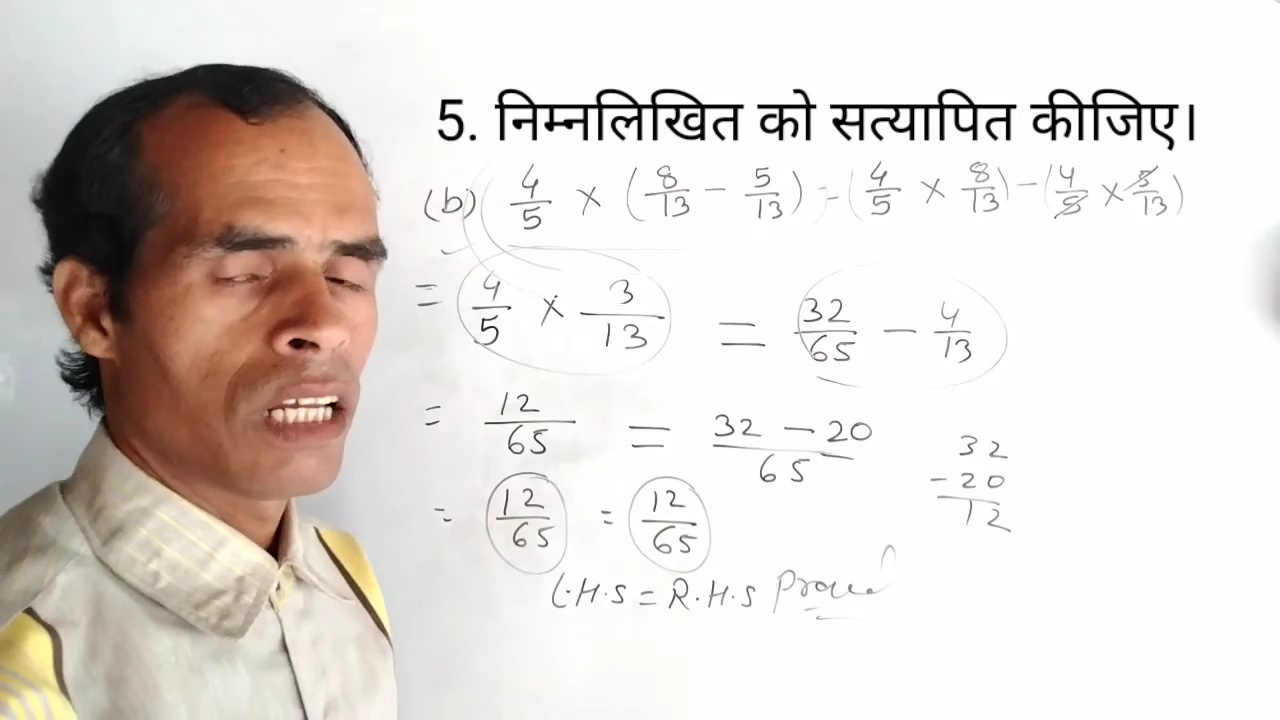 5. निम्नलिखित को सत्यापित कीजिए।
(b) 4/5 × (8/13 − 5/13) = (4/5 × 8/13) − (4/5 × 5/13)
= 4/5 × 3/13 = 32/65 − 4/13
= 12/65 = 32 − 20/65
32
− 20
12
= 12/65 = 12/65
L.H.S = R.H.S Proved